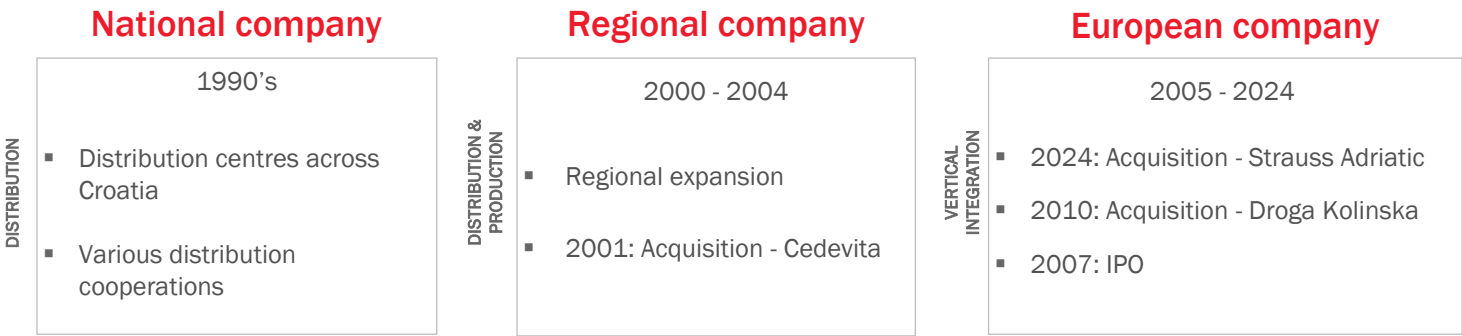 National company
1990's
DISTRIBUTION
▪ Distribution centres across
Croatia
▪ Various distribution
cooperations
Regional company
2000 - 2004
DISTRIBUTION &
PRODUCTION
▪ Regional expansion
▪ 2001: Acquisition - Cedevita
European company
2005 - 2024
VERTICAL
INTEGRATION
▪ 2024: Acquisition - Strauss Adriatic
▪ 2010: Acquisition - Droga Kolinska
▪ 2007: IPO